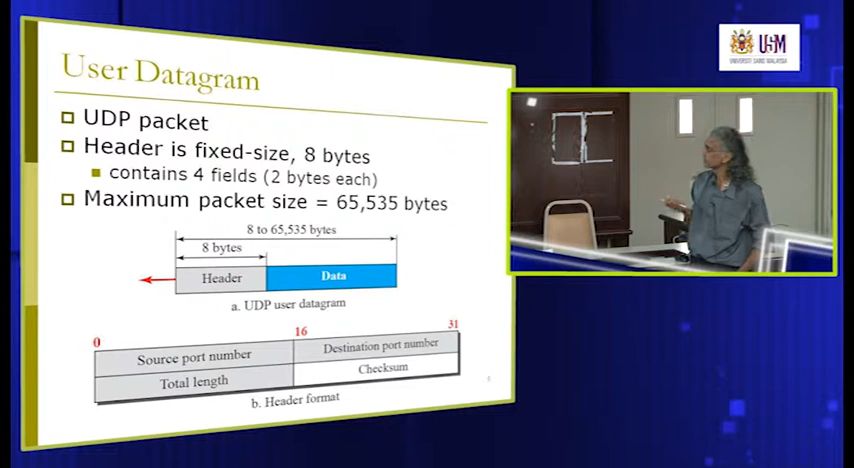 User Datagram
UDP packet
Header is fixed-size, 8 bytes
contains 4 fields (2 bytes each)
Maximum packet size = 65,535 bytes
8 to 65,535 bytes
8 bytes
Header Data
a. UDP user datagram
0 16 31
Source port number Destination port number
Total length Checksum
b. Header format
USM
UNIVERSITI SAINS MALAYSIA